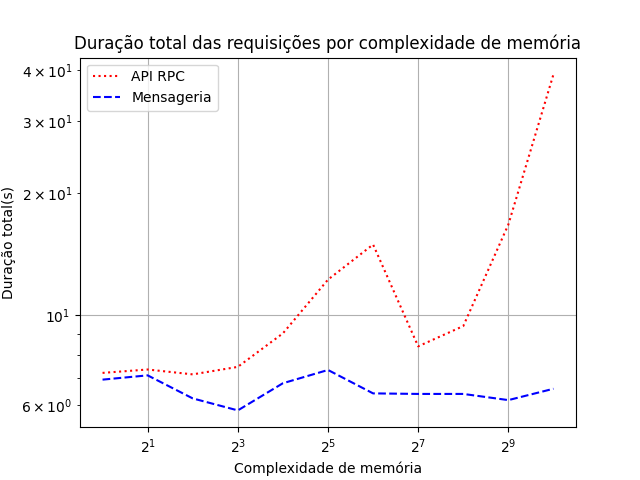 Duração total das requisições por complexidade de memória
API RPC
Mensageria
Duração total(s)
4 × 10¹
3 × 10¹
2 × 10¹
10¹
6 × 10⁰
2¹ 2³ 2⁵ 2⁷ 2⁹
Complexidade de memória